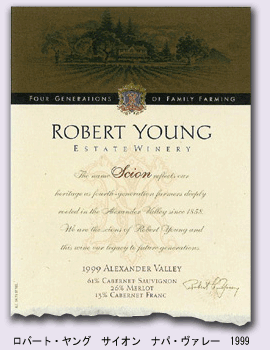 FOUR GENERATIONS OF FAMILY FARMING
ROBERT YOUNG
ESTATE WINERY
The name Scion reflects our
heritage as fourth-generation farmers deeply
rooted in the Alexander Valley since 1858.
We are the scions of Robert Young and
this wine our legacy to future generations.
1999 ALEXANDER VALLEY
61% CABERNET SAUVIGNON
26% MERLOT
13% CABERNET FRANC
Robert Young
ロバート・ヤング サイオン ナパ・ヴァレー 1999